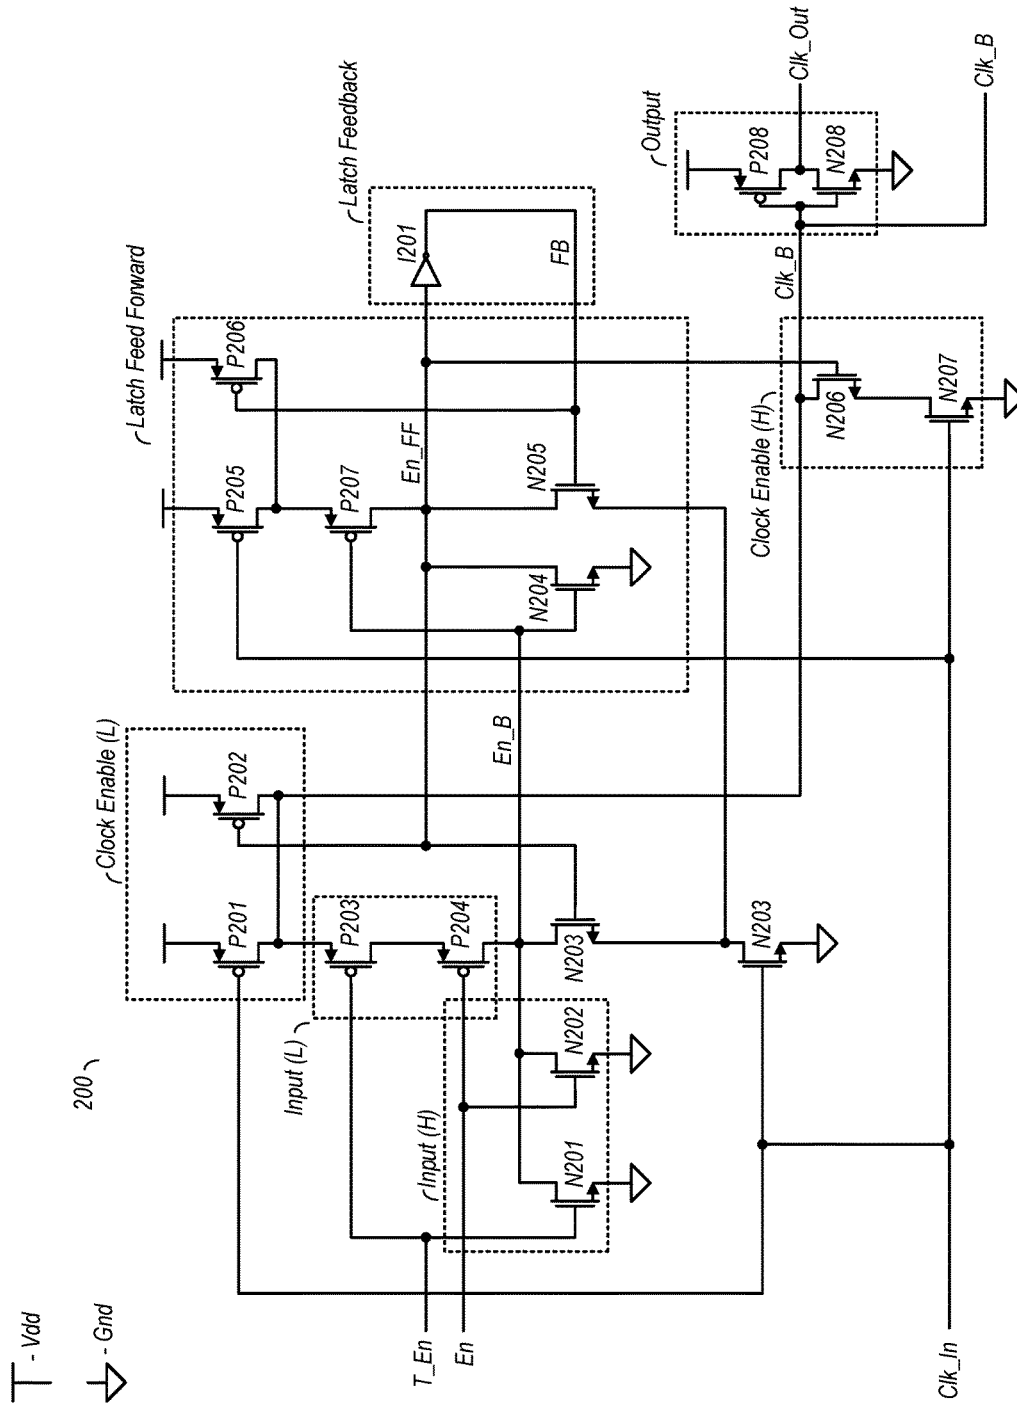 - Vdd
- Gnd
200
Clock Enable (L)
P201
P202
Input (L)
P203
P204
Input (H)
N201
N202
N203
N203
T_En
En
Clk_In
En_B
Latch Feed Forward
P205
P206
P207
En_FF
N204
N205
Latch Feedback
I201
FB
Clock Enable (H)
N206
N207
Clk_B
Output
P208
N208
Clk_Out
Clk_B